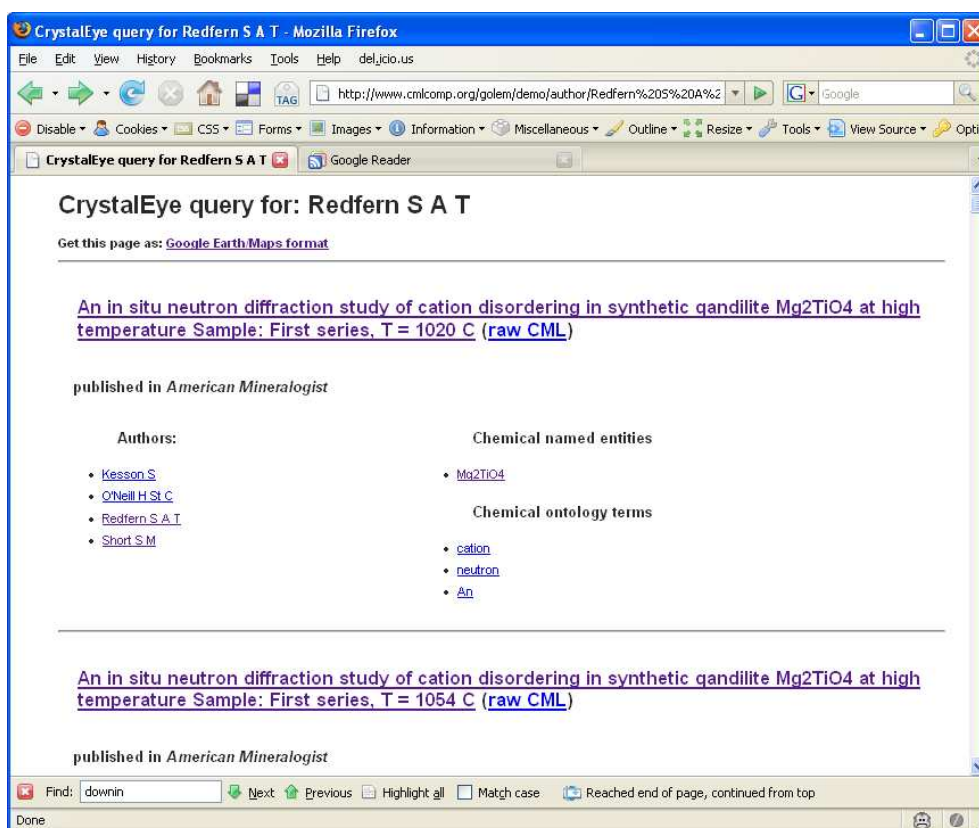 CrystalEye query for Redfern S A T - Mozilla Firefox
File Edit View History Bookmarks Tools Help del.icio.us
TAG http://www.cmlcomp.org/golem/demo/author/Redfern%20S%20A%2 G Google
Disable Cookies CSS Forms Images Information Miscellaneous Outline Resize Tools View Source Opti
CrystalEye query for Redfern S A T Google Reader
CrystalEye query for: Redfern S A T
Get this page as: Google Earth/Maps format
An in situ neutron diffraction study of cation disordering in synthetic qandilite Mg2TiO4 at high
temperature Sample: First series, T = 1020 C (raw CML)
published in American Mineralogist
Authors:
Kesson S
O'Neill H St C
Redfern S A T
Short S M
Chemical named entities
Mg2TiO4
Chemical ontology terms
cation
neutron
An
An in situ neutron diffraction study of cation disordering in synthetic qandilite Mg2TiO4 at high
temperature Sample: First series, T = 1054 C (raw CML)
published in American Mineralogist
Find: downin Next Previous Highlight all Match case Reached end of page, continued from top
Done